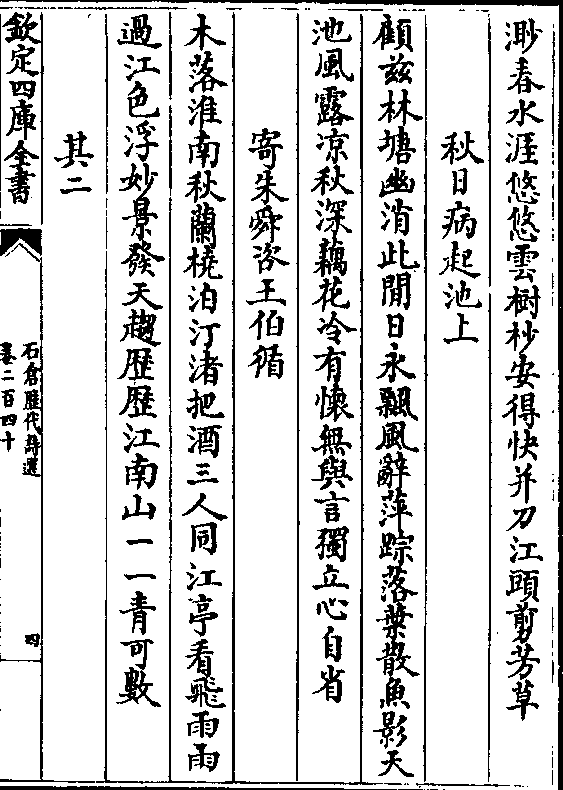 渺春水涯悠悠雲樹杪安得快并刀江頭剪芳草
秋日病起池上
顧兹林塘幽消此閒日永飄風辭萍踪落葉散魚影天
池風露凉秋深藕花冷有懐無與言獨立心自省
寄朱舜咨王伯循
木落淮南秋蘭橈泊汀渚把酒三人同江亭看飛雨雨
過江色浮妙景發天趣歴歴江南山一一青可數
其二
欽定四庫全書
石倉歴代詩選
卷二百四十
四